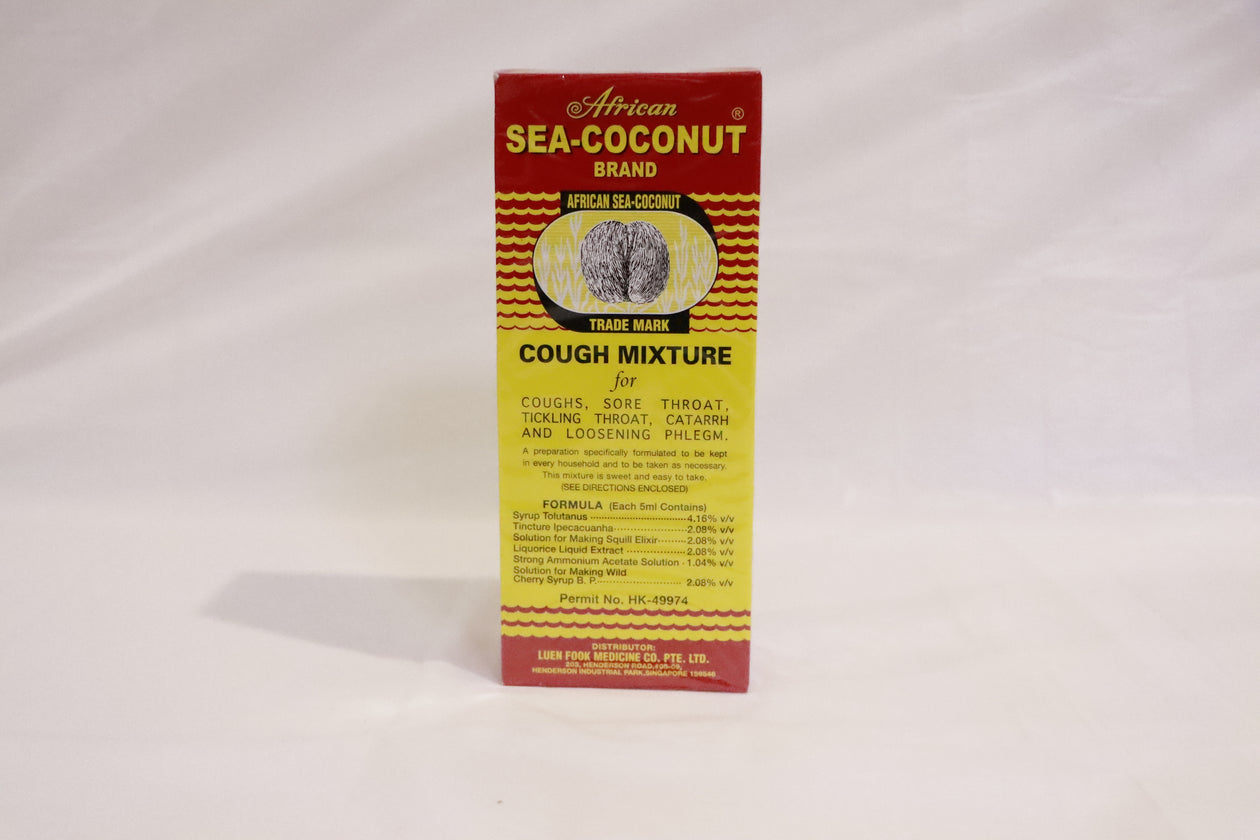 African ®
SEA-COCONUT
BRAND
AFRICAN SEA-COCONUT
TRADE MARK
COUGH MIXTURE
for
COUGHS, SORE THROAT,
TICKLING THROAT, CATARRH
AND LOOSENING PHLEGM.
A preparation specifically formulated to be kept
in every household and to be taken as necessary.
This mixture is sweet and easy to take.
(SEE DIRECTIONS ENCLOSED)
FORMULA (Each 5ml Contains)
Syrup Tolutanus 4.16% v/v
Tincture Ipecacuanha 2.08% v/v
Solution for Making Squill Elixir 2.08% v/v
Liquorice Liquid Extract 2.08% v/v
Strong Ammonium Acetate Solution 1.04% v/v
Solution for Making Wild
Cherry Syrup B. P. 2.08% v/v
Permit No. HK-49974
DISTRIBUTOR:
LUEN FOOK MEDICINE CO. PTE. LTD.
203, HENDERSON ROAD,
HENDERSON INDUSTRIAL PARK,SINGAPORE